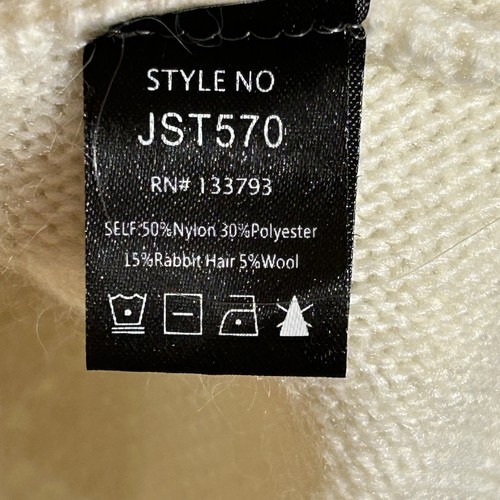 STYLE NO
JST570
RN# 133793
SELF:50%Nylon 30%Polyester
15%Rabbit Hair 5%Wool